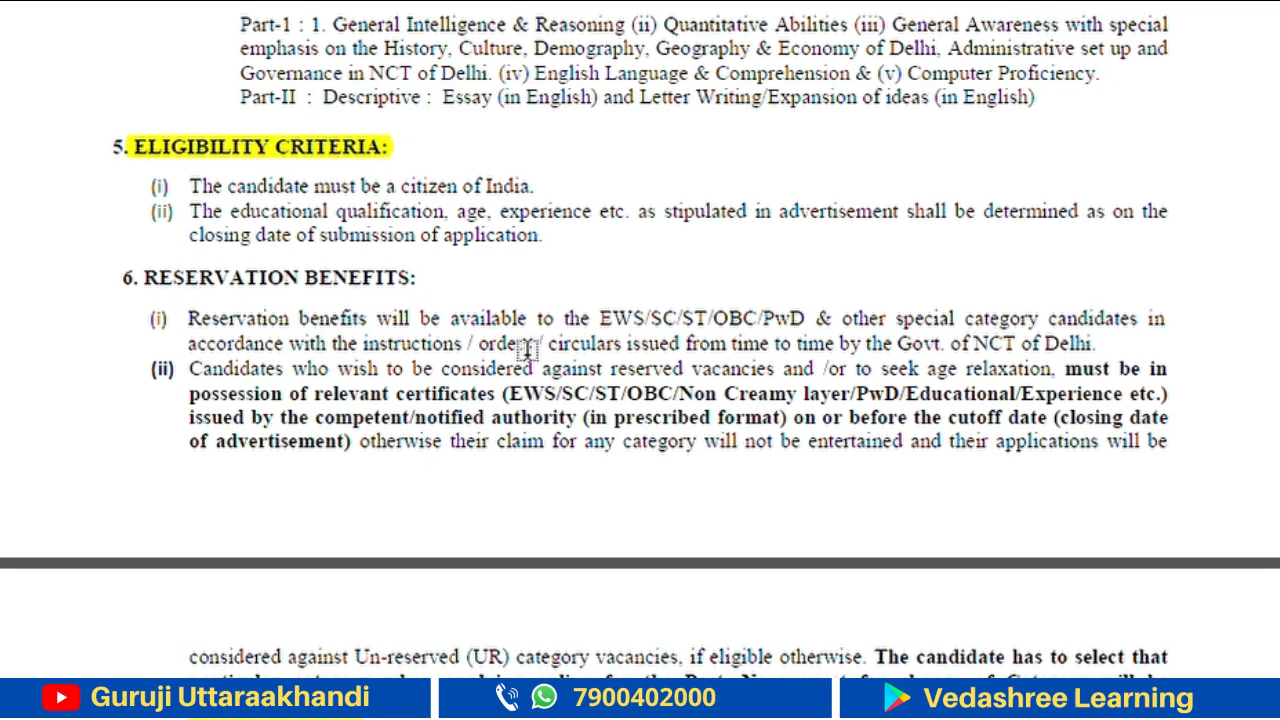 Part-1 : 1. General Intelligence & Reasoning (ii) Quantitative Abilities (iii) General Awareness with special
emphasis on the History, Culture, Demography, Geography & Economy of Delhi, Administrative set up and
Governance in NCT of Delhi. (iv) English Language & Comprehension & (v) Computer Proficiency.
Part-II : Descriptive : Essay (in English) and Letter Writing/Expansion of ideas (in English)
5. ELIGIBILITY CRITERIA:
(i) The candidate must be a citizen of India.
(ii) The educational qualification, age, experience etc. as stipulated in advertisement shall be determined as on the
closing date of submission of application.
6. RESERVATION BENEFITS:
(i) Reservation benefits will be available to the EWS/SC/ST/OBC/PwD & other special category candidates in
accordance with the instructions / orders / circulars issued from time to time by the Govt. of NCT of Delhi.
(ii) Candidates who wish to be considered against reserved vacancies and /or to seek age relaxation, must be in
possession of relevant certificates (EWS/SC/ST/OBC/Non Creamy layer/PwD/Educational/Experience etc.)
issued by the competent/notified authority (in prescribed format) on or before the cutoff date (closing date
of advertisement) otherwise their claim for any category will not be entertained and their applications will be
considered against Un-reserved (UR) category vacancies, if eligible otherwise. The candidate has to select that
Guruji Uttaraakhandi
7900402000
Vedashree Learning